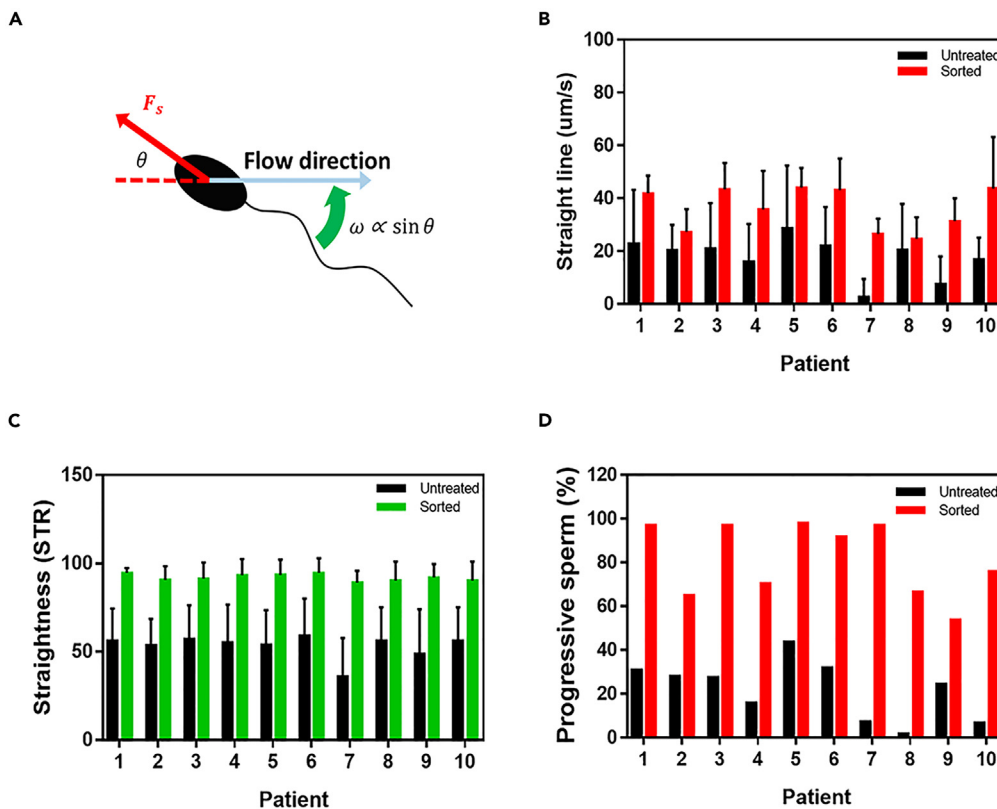 A
F_s
θ
Flow direction
ω ∝ sin θ
B
Straight line (um/s)
100
80
60
40
20
0
Untreated
Sorted
1 2 3 4 5 6 7 8 9 10
Patient
C
Straightness (STR)
150
100
50
0
Untreated
Sorted
1 2 3 4 5 6 7 8 9 10
Patient
D
Progressive sperm (%)
120
100
80
60
40
20
0
Untreated
Sorted
1 2 3 4 5 6 7 8 9 10
Patient